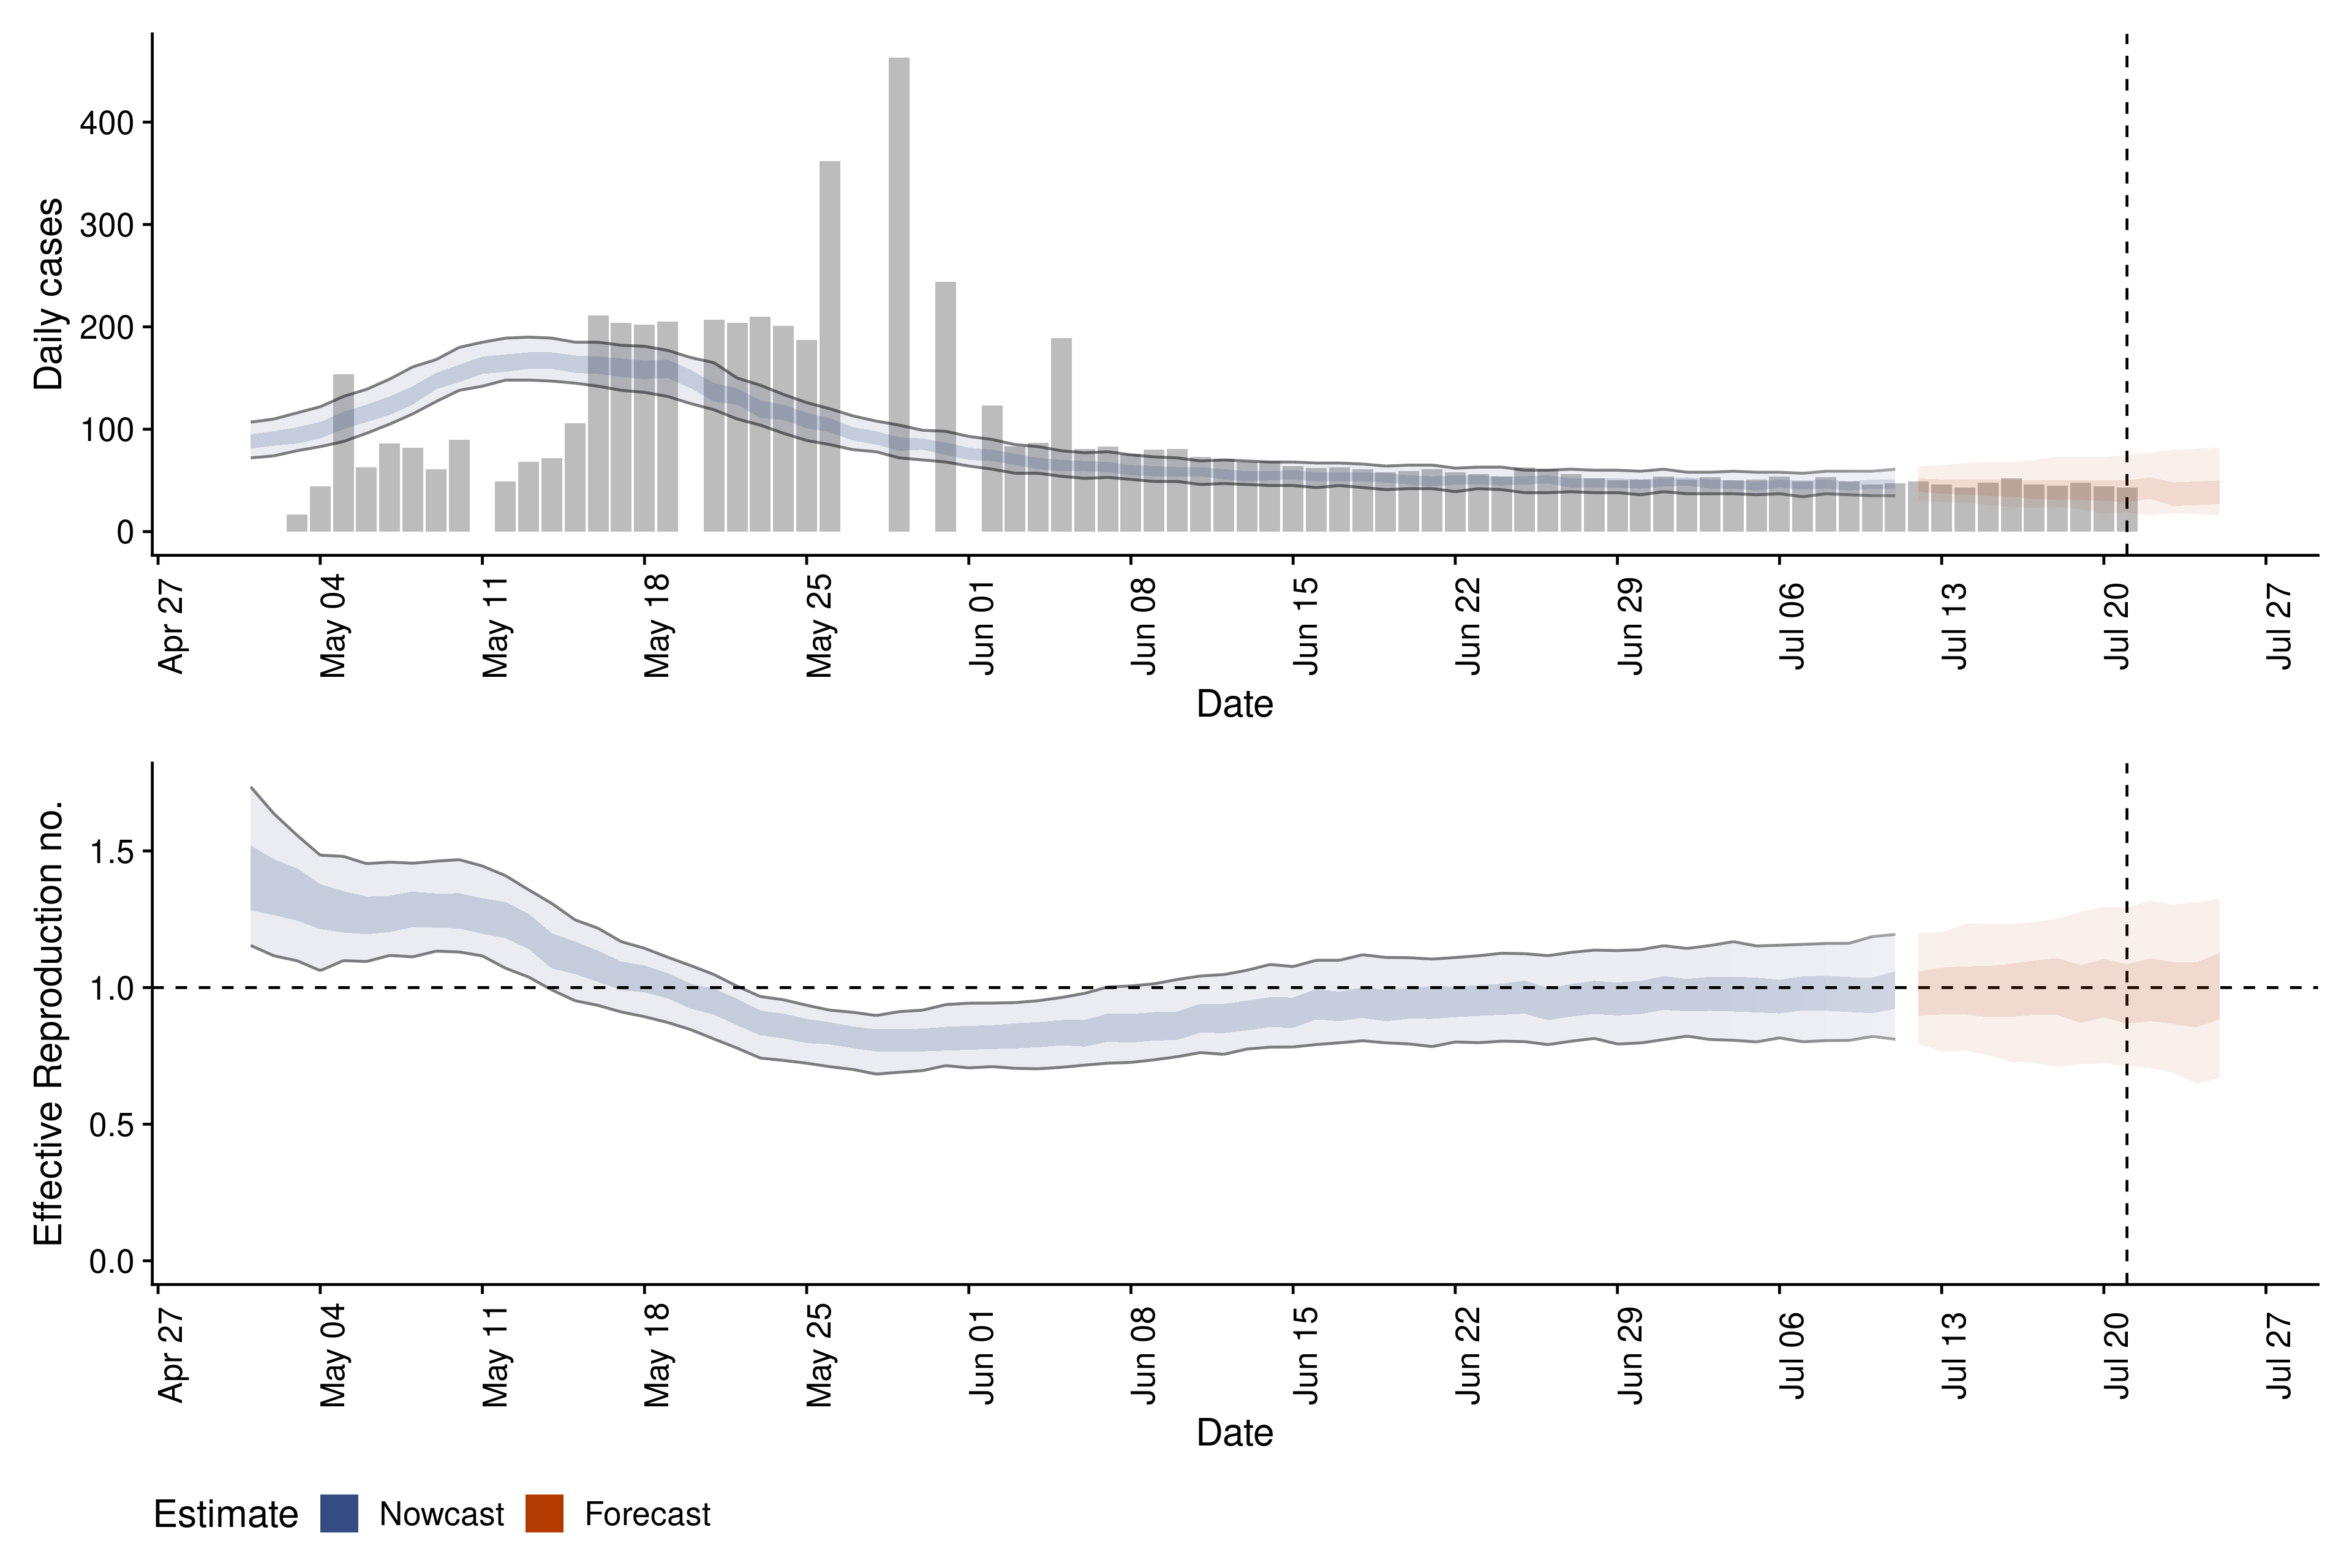 Daily cases
400
300
200
100
0
Apr 27
May 04
May 11
May 18
May 25
Jun 01
Jun 08
Jun 15
Jun 22
Jun 29
Jul 06
Jul 13
Jul 20
Jul 27
Date
Effective Reproduction no.
1.5
1.0
0.5
0.0
Apr 27
May 04
May 11
May 18
May 25
Jun 01
Jun 08
Jun 15
Jun 22
Jun 29
Jul 06
Jul 13
Jul 20
Jul 27
Date
Estimate Nowcast Forecast